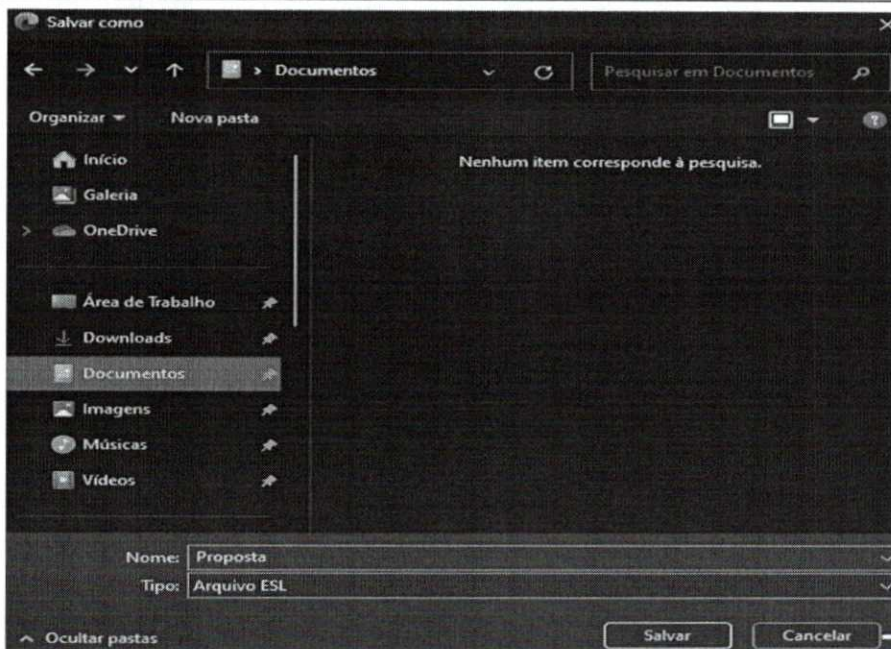 Salvar como
Documentos
Pesquisar em Documentos
Organizar
Nova pasta
Início
Nenhum item corresponde à pesquisa.
Galeria
OneDrive
Área de Trabalho
Downloads
Documentos
Imagens
Músicas
Vídeos
Nome: Proposta
Tipo: Arquivo ESL
Ocultar pastas
Salvar
Cancelar